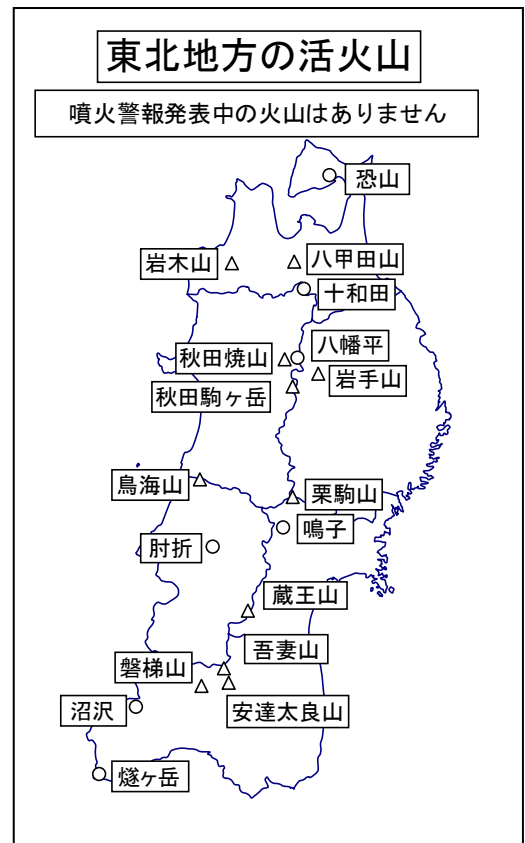 東北地方の活火山
噴火警報発表中の火山はありません
恐山
岩木山
八甲田山
十和田
八幡平
秋田焼山
岩手山
秋田駒ヶ岳
鳥海山
栗駒山
鳴子
肘折
蔵王山
吾妻山
磐梯山
沼沢
安達太良山
燧ヶ岳